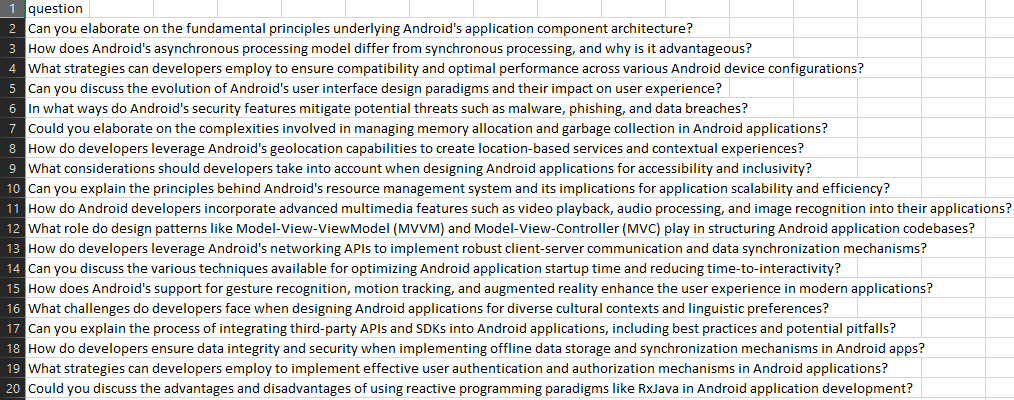 1 question
2 Can you elaborate on the fundamental principles underlying Android's application component architecture?
3 How does Android's asynchronous processing model differ from synchronous processing, and why is it advantageous?
4 What strategies can developers employ to ensure compatibility and optimal performance across various Android device configurations?
5 Can you discuss the evolution of Android's user interface design paradigms and their impact on user experience?
6 In what ways do Android's security features mitigate potential threats such as malware, phishing, and data breaches?
7 Could you elaborate on the complexities involved in managing memory allocation and garbage collection in Android applications?
8 How do developers leverage Android's geolocation capabilities to create location-based services and contextual experiences?
9 What considerations should developers take into account when designing Android applications for accessibility and inclusivity?
10 Can you explain the principles behind Android's resource management system and its implications for application scalability and efficiency?
11 How do Android developers incorporate advanced multimedia features such as video playback, audio processing, and image recognition into their applications?
12 What role do design patterns like Model-View-ViewModel (MVVM) and Model-View-Controller (MVC) play in structuring Android application codebases?
13 How do developers leverage Android's networking APIs to implement robust client-server communication and data synchronization mechanisms?
14 Can you discuss the various techniques available for optimizing Android application startup time and reducing time-to-interactivity?
15 How does Android's support for gesture recognition, motion tracking, and augmented reality enhance the user experience in modern applications?
16 What challenges do developers face when designing Android applications for diverse cultural contexts and linguistic preferences?
17 Can you explain the process of integrating third-party APIs and SDKs into Android applications, including best practices and potential pitfalls?
18 How do developers ensure data integrity and security when implementing offline data storage and synchronization mechanisms in Android apps?
19 What strategies can developers employ to implement effective user authentication and authorization mechanisms in Android applications?
20 Could you discuss the advantages and disadvantages of using reactive programming paradigms like RxJava in Android application development?